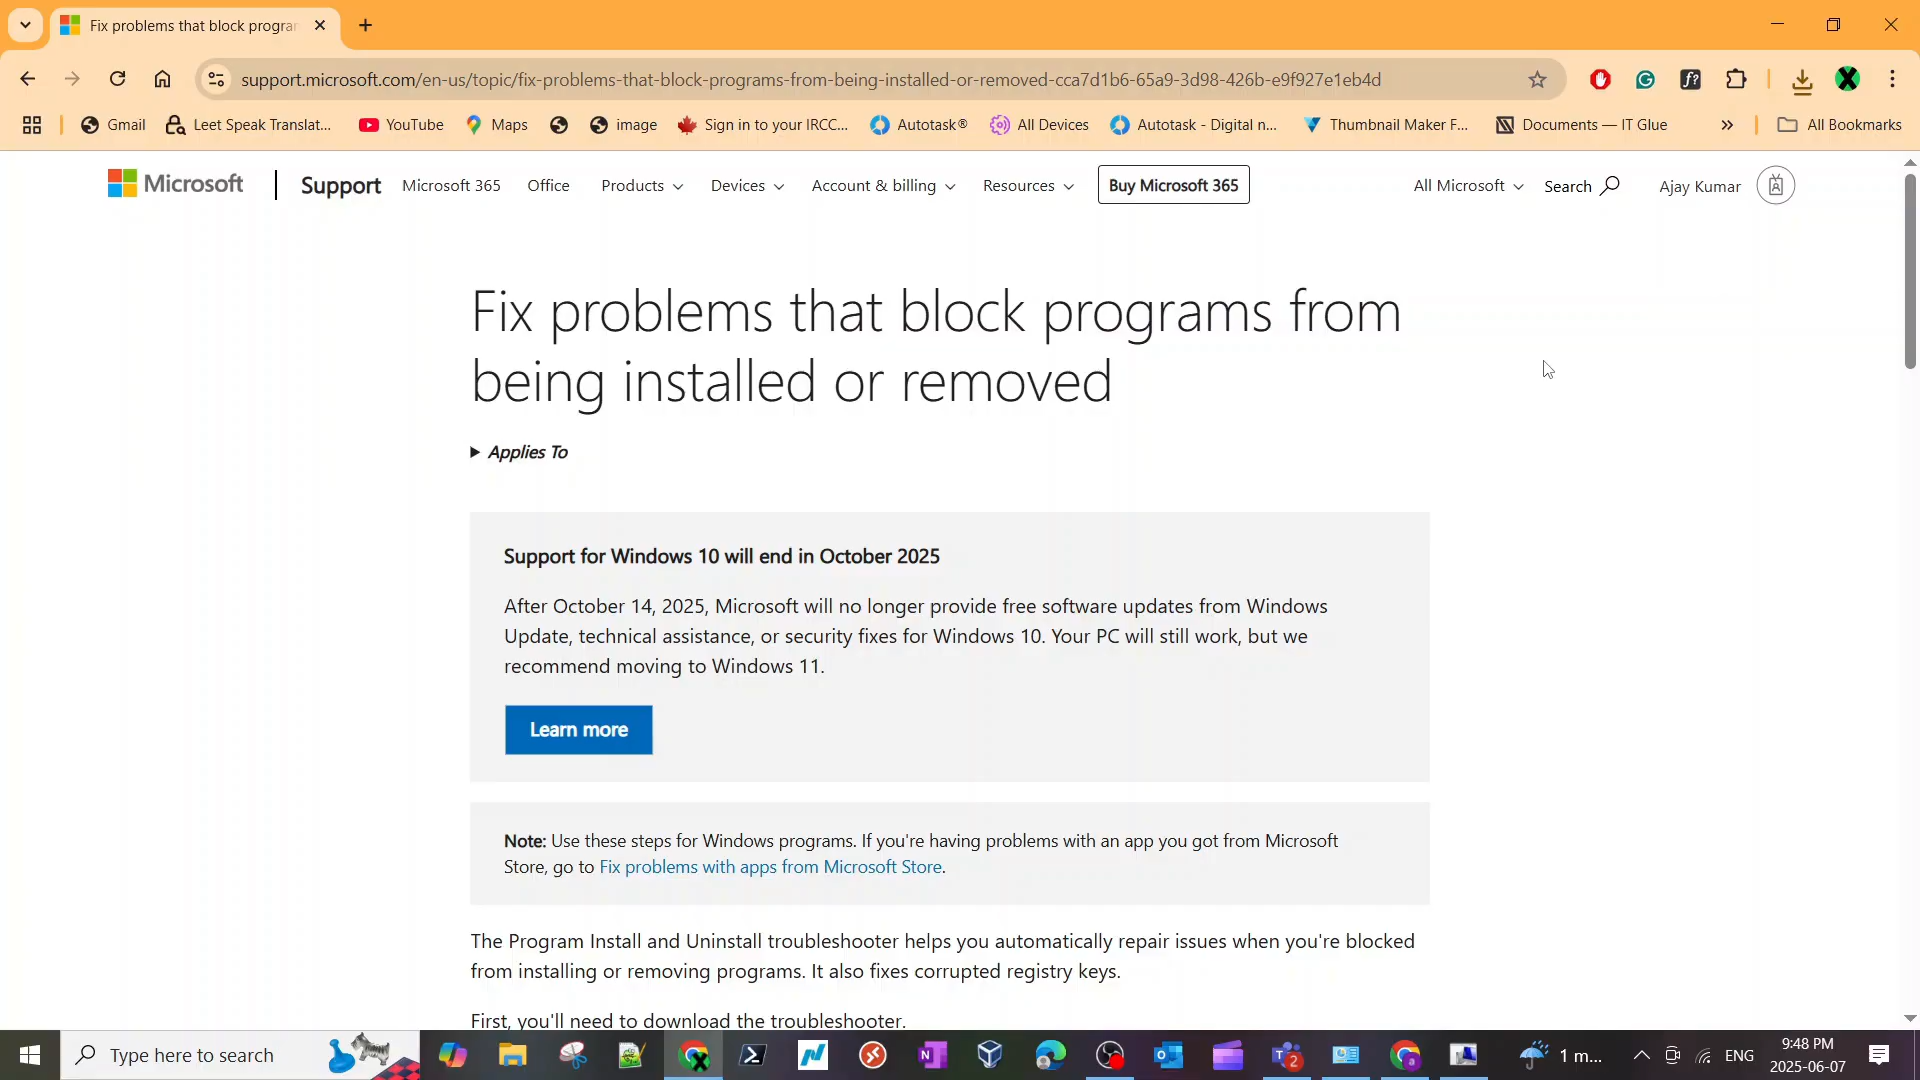 Fix problems that block progra
support.microsoft.com/en-us/topic/fix-problems-that-block-programs-from-being-installed-or-removed-cca7d1b6-65a9-3d98-426b-e9f927e1eb4d
Gmail
Leet Speak Translat...
YouTube
Maps
image
Sign in to your IRCC...
Autotask®
All Devices
Autotask - Digital n...
Thumbnail Maker F...
Documents — IT Glue
All Bookmarks
Microsoft
Support
Microsoft 365
Office
Products
Devices
Account & billing
Resources
Buy Microsoft 365
All Microsoft
Search
Ajay Kumar
Fix problems that block programs from
being installed or removed
Applies To
Support for Windows 10 will end in October 2025
After October 14, 2025, Microsoft will no longer provide free software updates from Windows
Update, technical assistance, or security fixes for Windows 10. Your PC will still work, but we
recommend moving to Windows 11.
Learn more
Note: Use these steps for Windows programs. If you're having problems with an app you got from Microsoft
Store, go to Fix problems with apps from Microsoft Store.
The Program Install and Uninstall troubleshooter helps you automatically repair issues when you're blocked
from installing or removing programs. It also fixes corrupted registry keys.
First, you'll need to download the troubleshooter.
Type here to search
2
1 m...
ENG
9:48 PM
2025-06-07